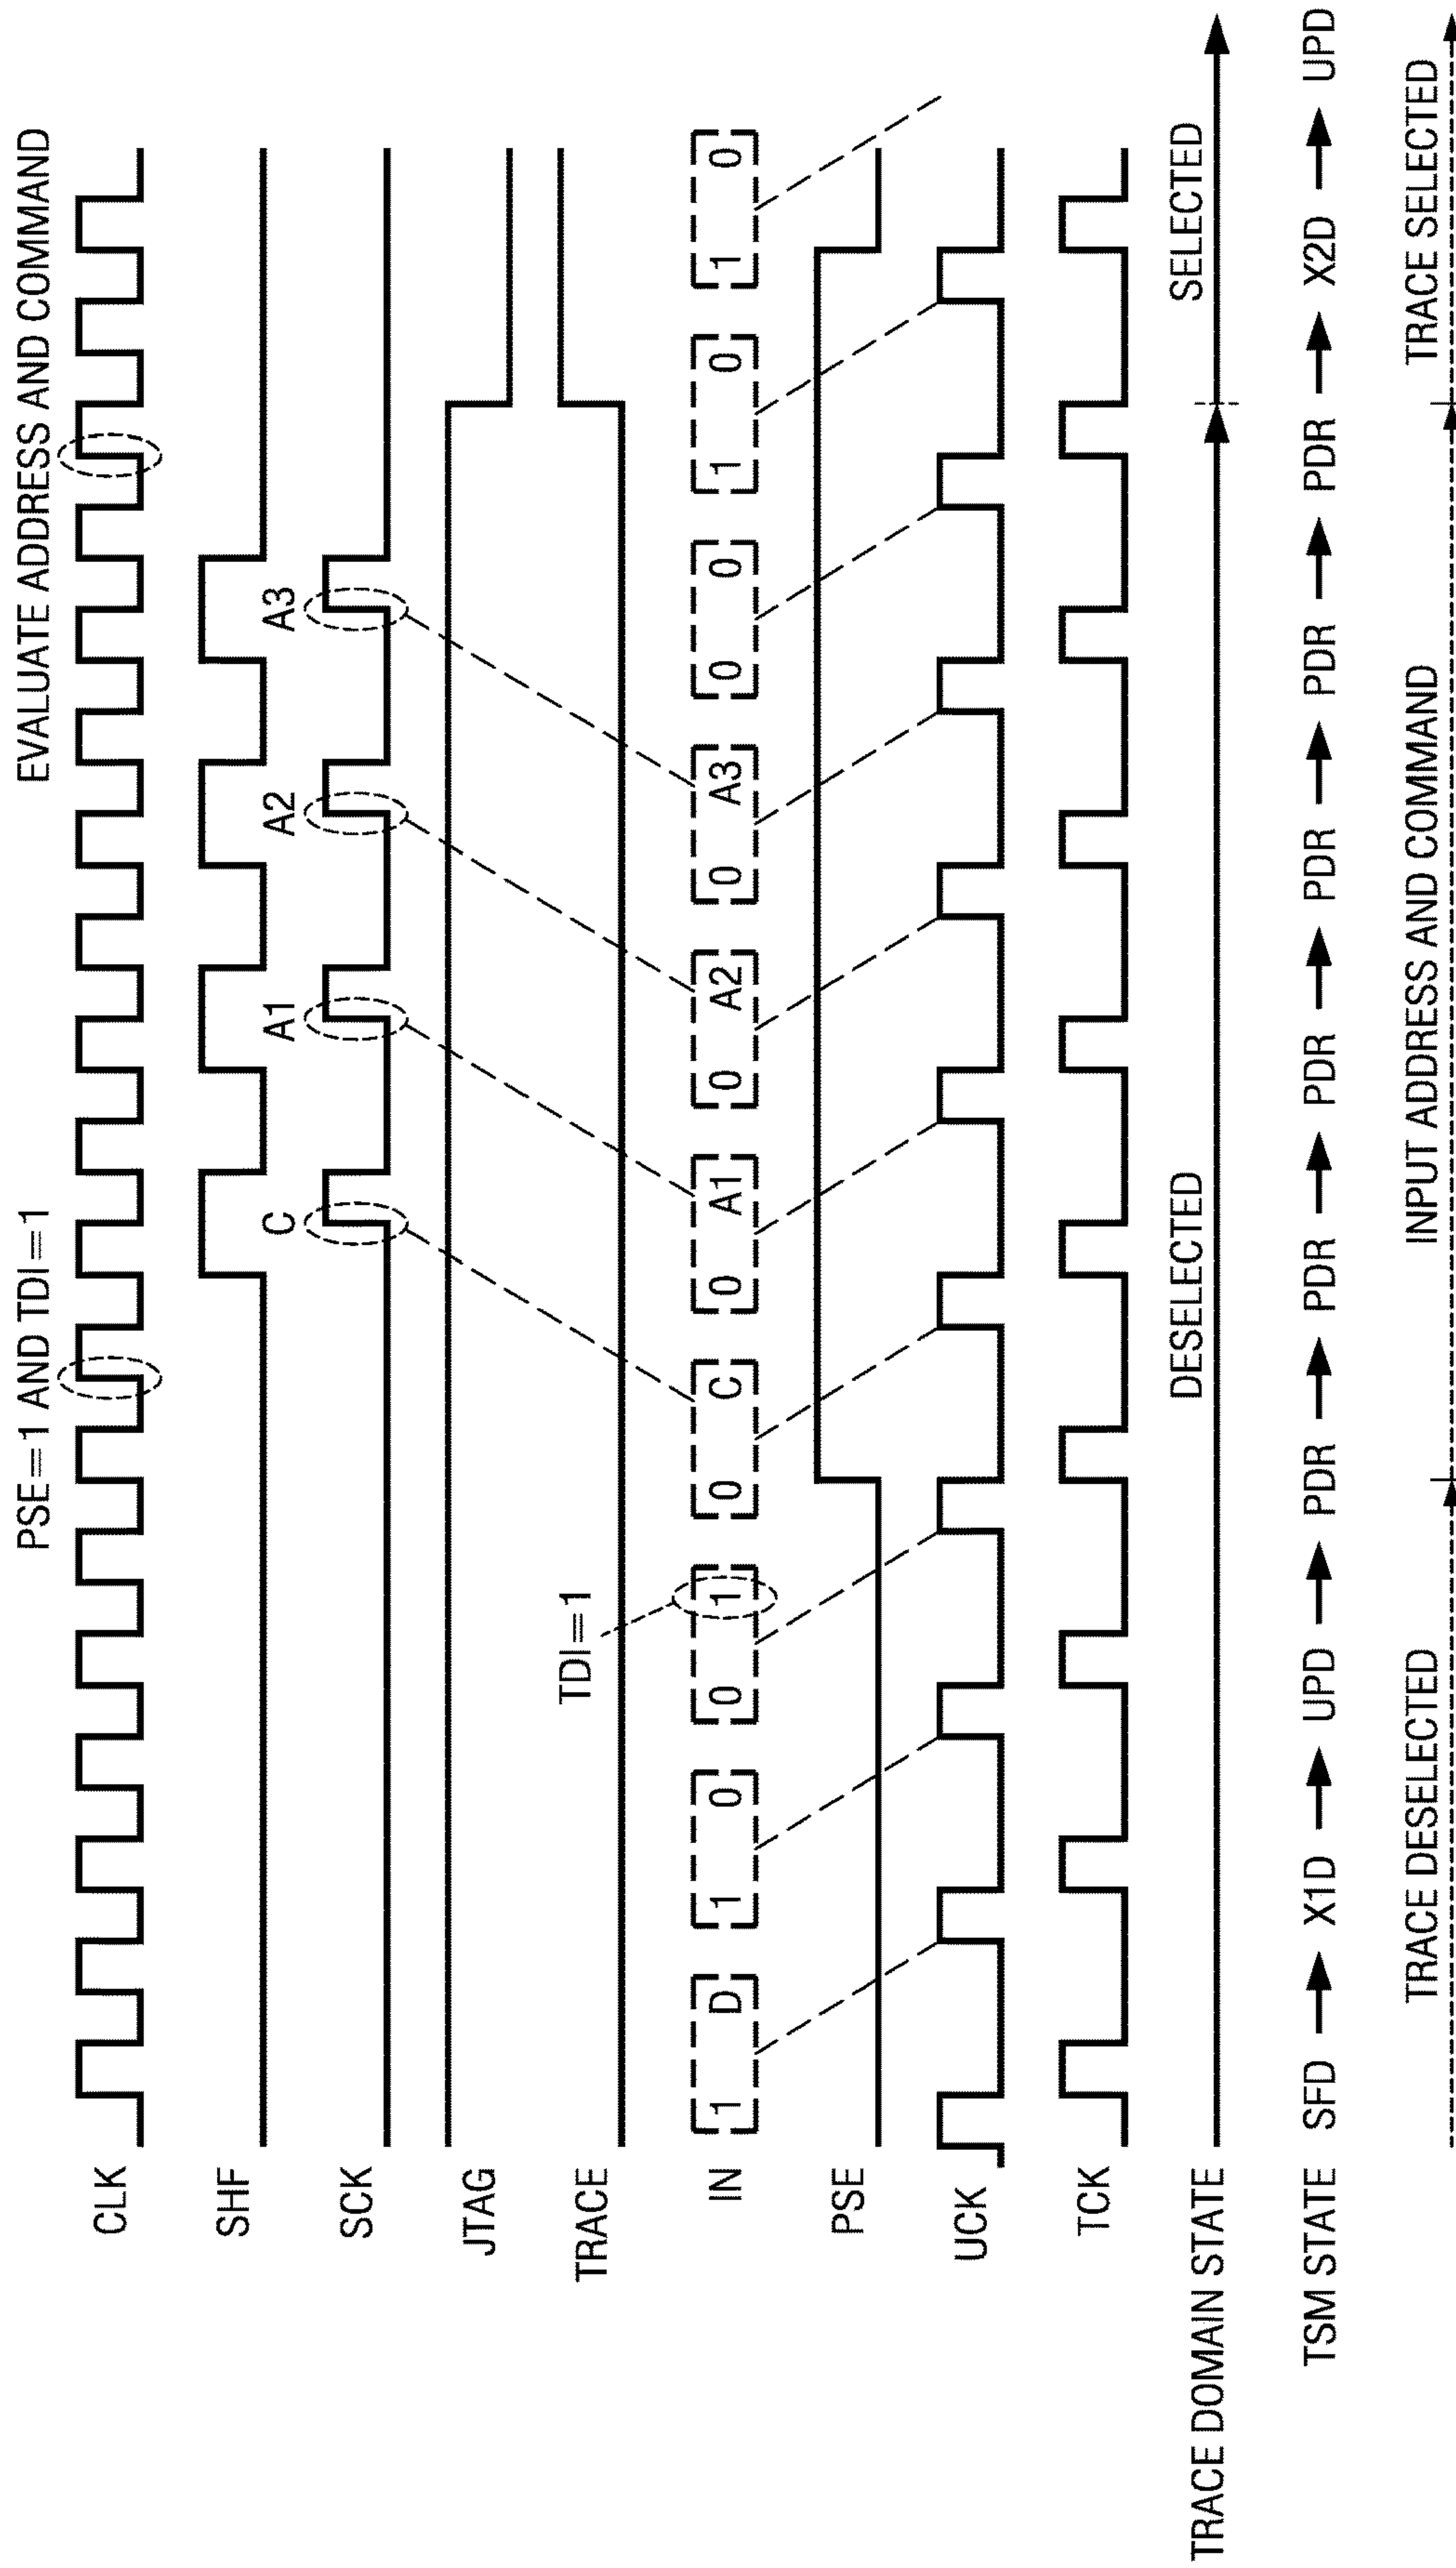 PSE=1 AND TDI=1
EVALUATE ADDRESS AND COMMAND
CLK
SHF
C A1 A2 A3
SCK
JTAG
TDI=1
TRACE
IN 1 D 1 0 0 1 0 C 0 A1 0 A2 0 A3 0 0 1 0 1 0
PSE
UCK
TCK
DESELECTED SELECTED
TRACE DOMAIN STATE
TSM STATE SFD X1D UPD PDR PDR PDR PDR PDR PDR X2D UPD
TRACE DESELECTED INPUT ADDRESS AND COMMAND TRACE SELECTED